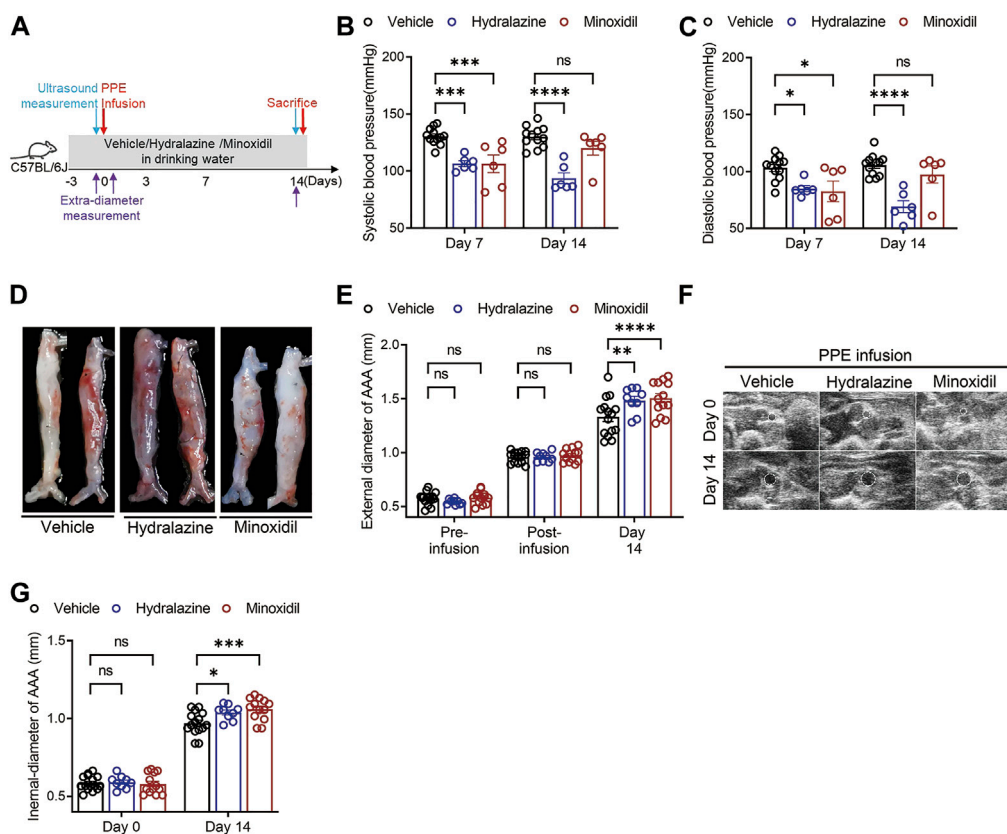 A
Ultrasound PPE
measurement Infusion
Sacrifice
Vehicle/Hydralazine /Minoxidil
in drinking water
C57BL/6J
-3 0 3 7 14(Days)
Extra-diameter
measurement
B
Vehicle Hydralazine Minoxidil
Systolic blood pressure(mmHg)
200
150
100
50
*** *** **** ns
Day 7 Day 14
C
Vehicle Hydralazine Minoxidil
Diastolic blood pressure(mmHg)
200
150
100
50
* * **** ns
Day 7 Day 14
D
Vehicle Hydralazine Minoxidil
E
Vehicle Hydralazine Minoxidil
External diameter of AAA (mm)
2.0
1.5
1.0
0.5
ns ns ns ns ** ****
Pre-
infusion
Post-
infusion
Day
14
F
PPE infusion
Vehicle Hydralazine Minoxidil
Day 0
Day 14
G
Vehicle Hydralazine Minoxidil
Inernal-diameter of AAA (mm)
1.5
1.0
0.5
ns ns * ***
Day 0 Day 14